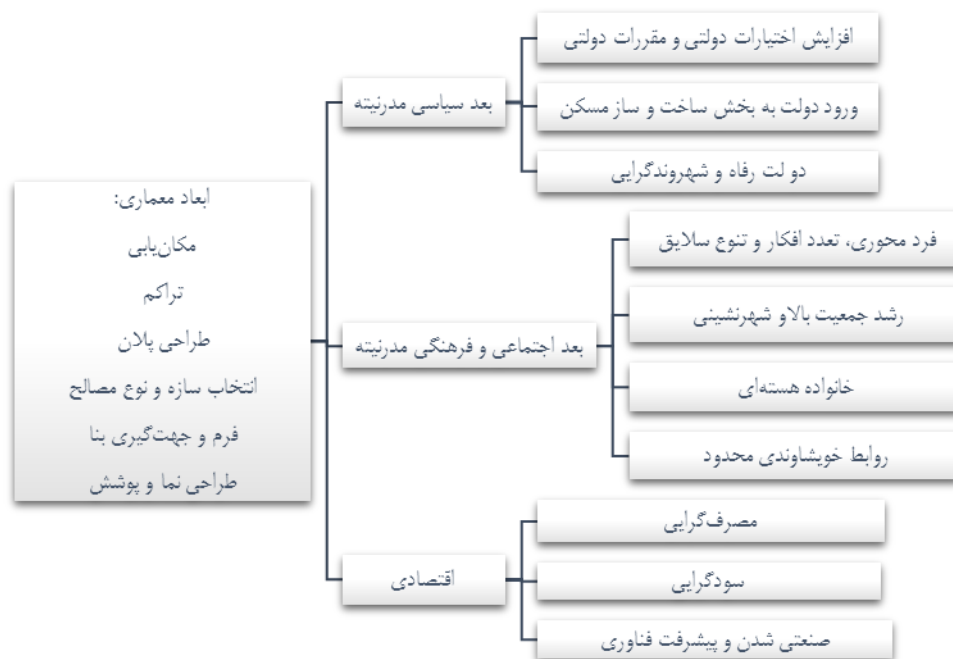 افزایش اختیارات دولتی و مقررات دولتی
بعد سیاسی مدرنیته
ورود دولت به بخش ساخت و ساز مسکن
دو لت رفاه و شهروندگرایی
ابعاد معماری:
مکان‌یابی
تراکم
طراحی پلان
انتخاب سازه و نوع مصالح
فرم و جهت‌گیری بنا
طراحی نما و پوشش
فرد محوری، تعدد افکار و تنوع سلایق
رشد جمعیت بالاو شهرنشینی
بعد اجتماعی و فرهنگی مدرنیته
خانواده هسته‌ای
روابط خویشاوندی محدود
مصرف‌گرایی
اقتصادی
سودگرایی
صنعتی شدن و پیشرفت فناوری